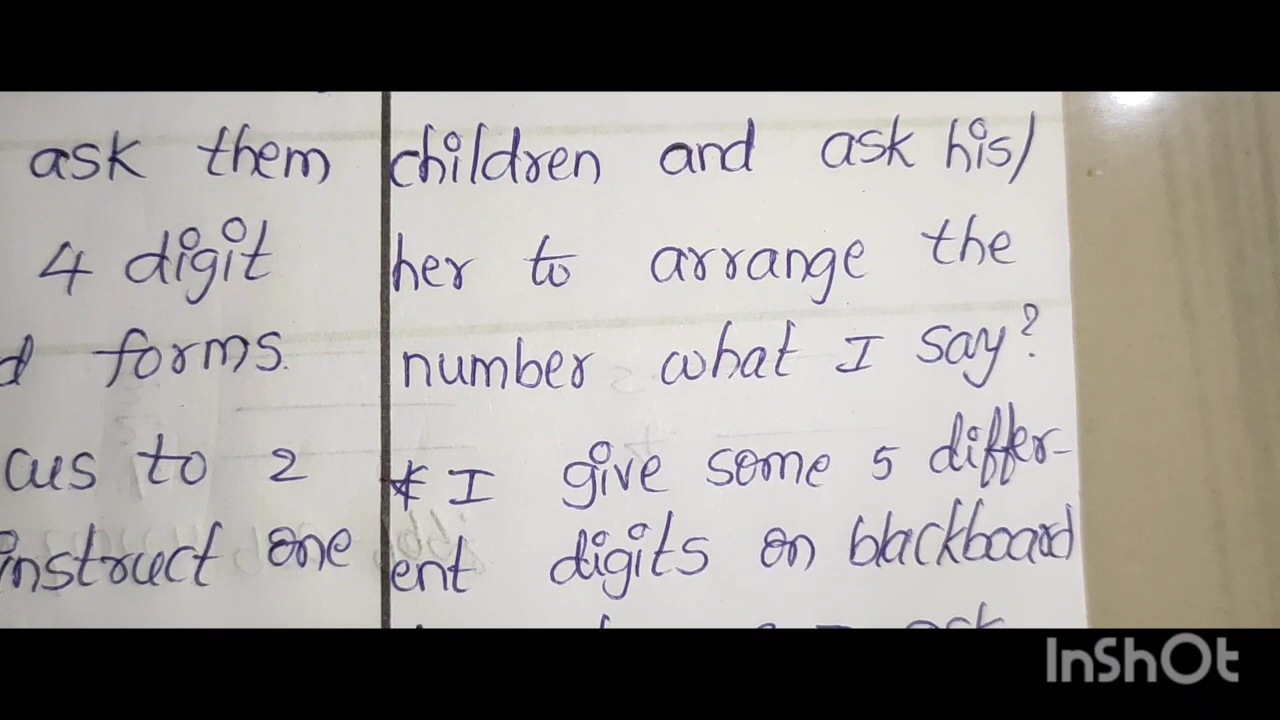 ask them
4 digit
forms.
to 2
instruct one
children and ask his/
her to arrange the
number what I say?
* I give some 5 differ-
ent digits on blackboard
ask
InShOt